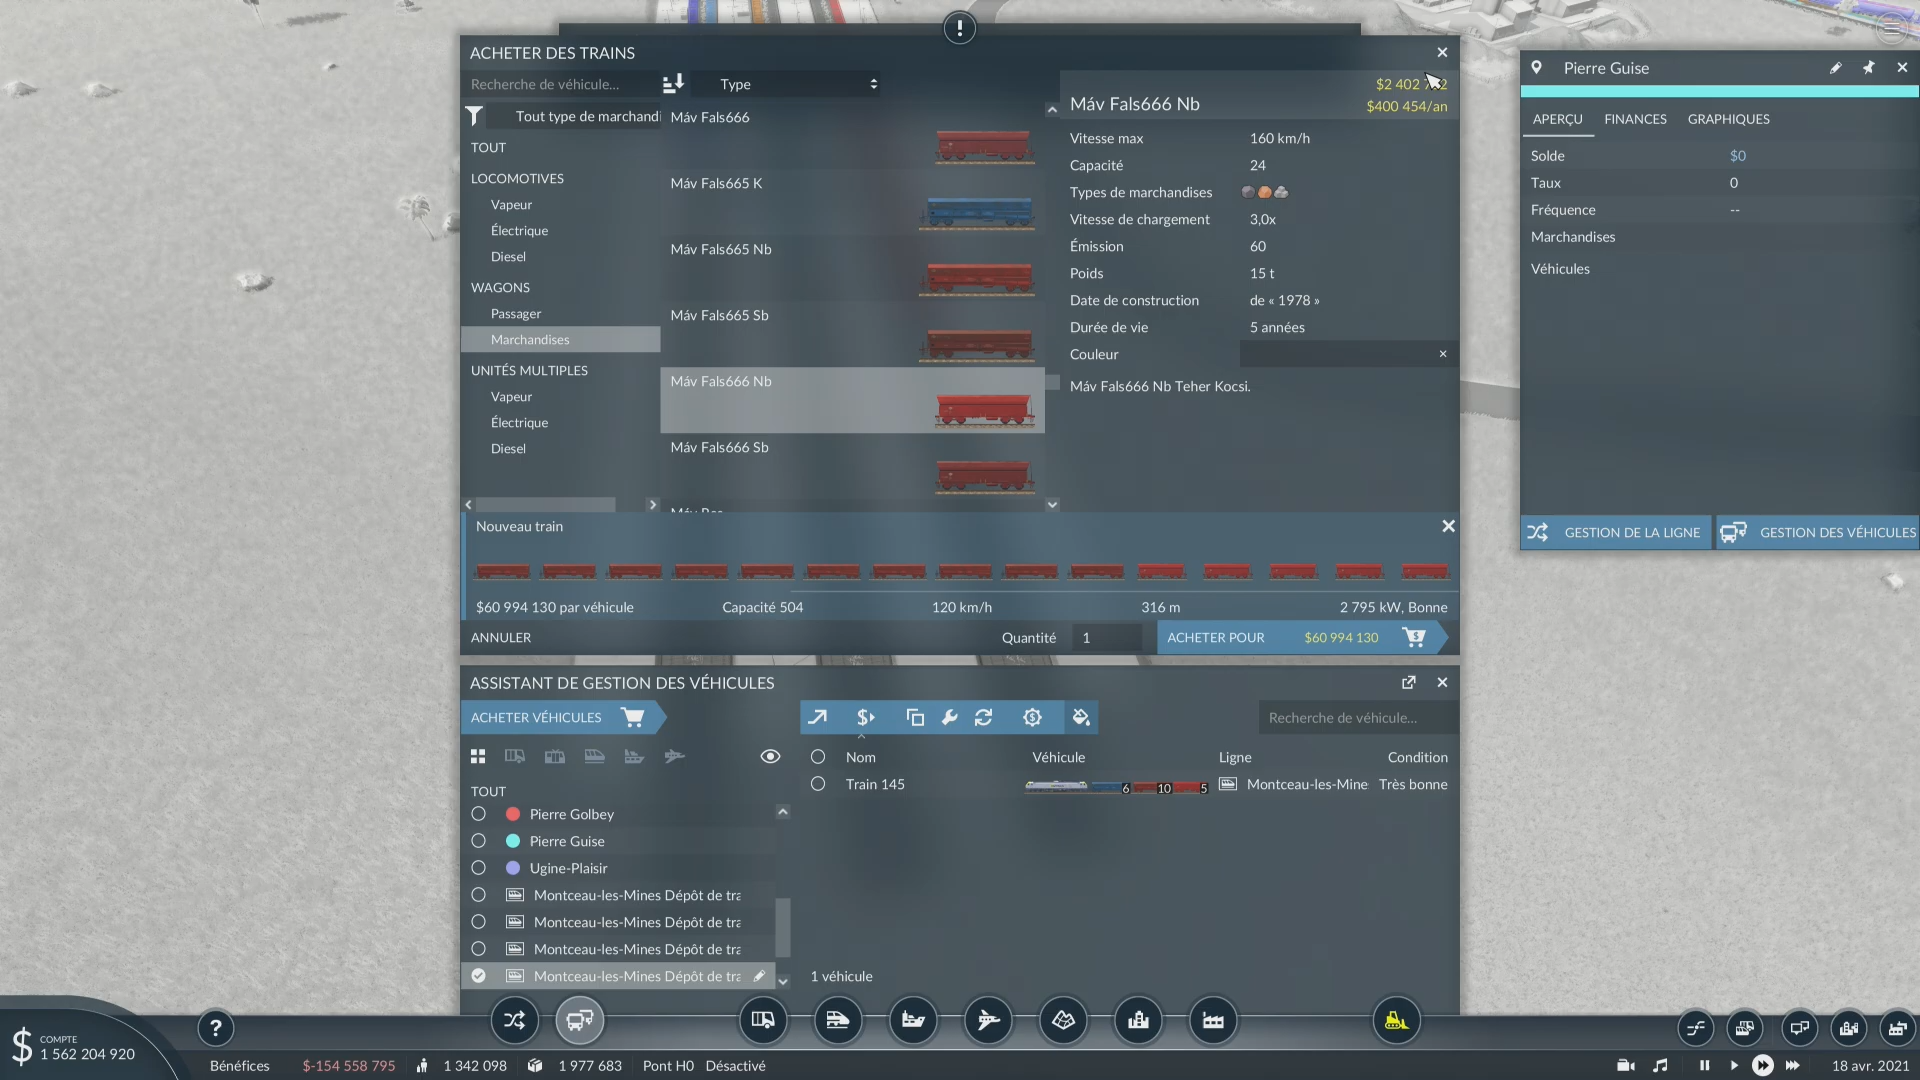 ACHETER DES TRAINS
Recherche de véhicule...
Type
Tout type de marchandi
TOUT
LOCOMOTIVES
Vapeur
Électrique
Diesel
WAGONS
Passager
Marchandises
UNITÉS MULTIPLES
Vapeur
Électrique
Diesel
Máv Fals666
Máv Fals665 K
Máv Fals665 Nb
Máv Fals665 Sb
Máv Fals666 Nb
Máv Fals666 Sb
$2 402
Máv Fals666 Nb
$400 454/an
Vitesse max 160 km/h
Capacité 24
Types de marchandises
Vitesse de chargement 3,0x
Émission 60
Poids 15 t
Date de construction de « 1978 »
Durée de vie 5 années
Couleur
Máv Fals666 Nb Teher Kocsi.
Nouveau train
$60 994 130 par véhicule Capacité 504 120 km/h 316 m 2 795 kW, Bonne
ANNULER Quantité 1 ACHETER POUR $60 994 130
ASSISTANT DE GESTION DES VÉHICULES
ACHETER VÉHICULES
Recherche de véhicule...
TOUT
Pierre Golbey
Pierre Guise
Ugine-Plaisir
Montceau-les-Mines Dépôt de tra
Montceau-les-Mines Dépôt de tra
Montceau-les-Mines Dépôt de tra
Montceau-les-Mines Dépôt de tra
Nom Véhicule Ligne Condition
Train 145 6 10 5 Montceau-les-Mine Très bonne
1 véhicule
Pierre Guise
APERÇU FINANCES GRAPHIQUES
Solde $0
Taux 0
Fréquence --
Marchandises
Véhicules
GESTION DE LA LIGNE GESTION DES VÉHICULES
COMPTE
1 562 204 920
Bénéfices $-154 558 795 1 342 098 1 977 683 Pont H0 Désactivé
18 avr. 2021